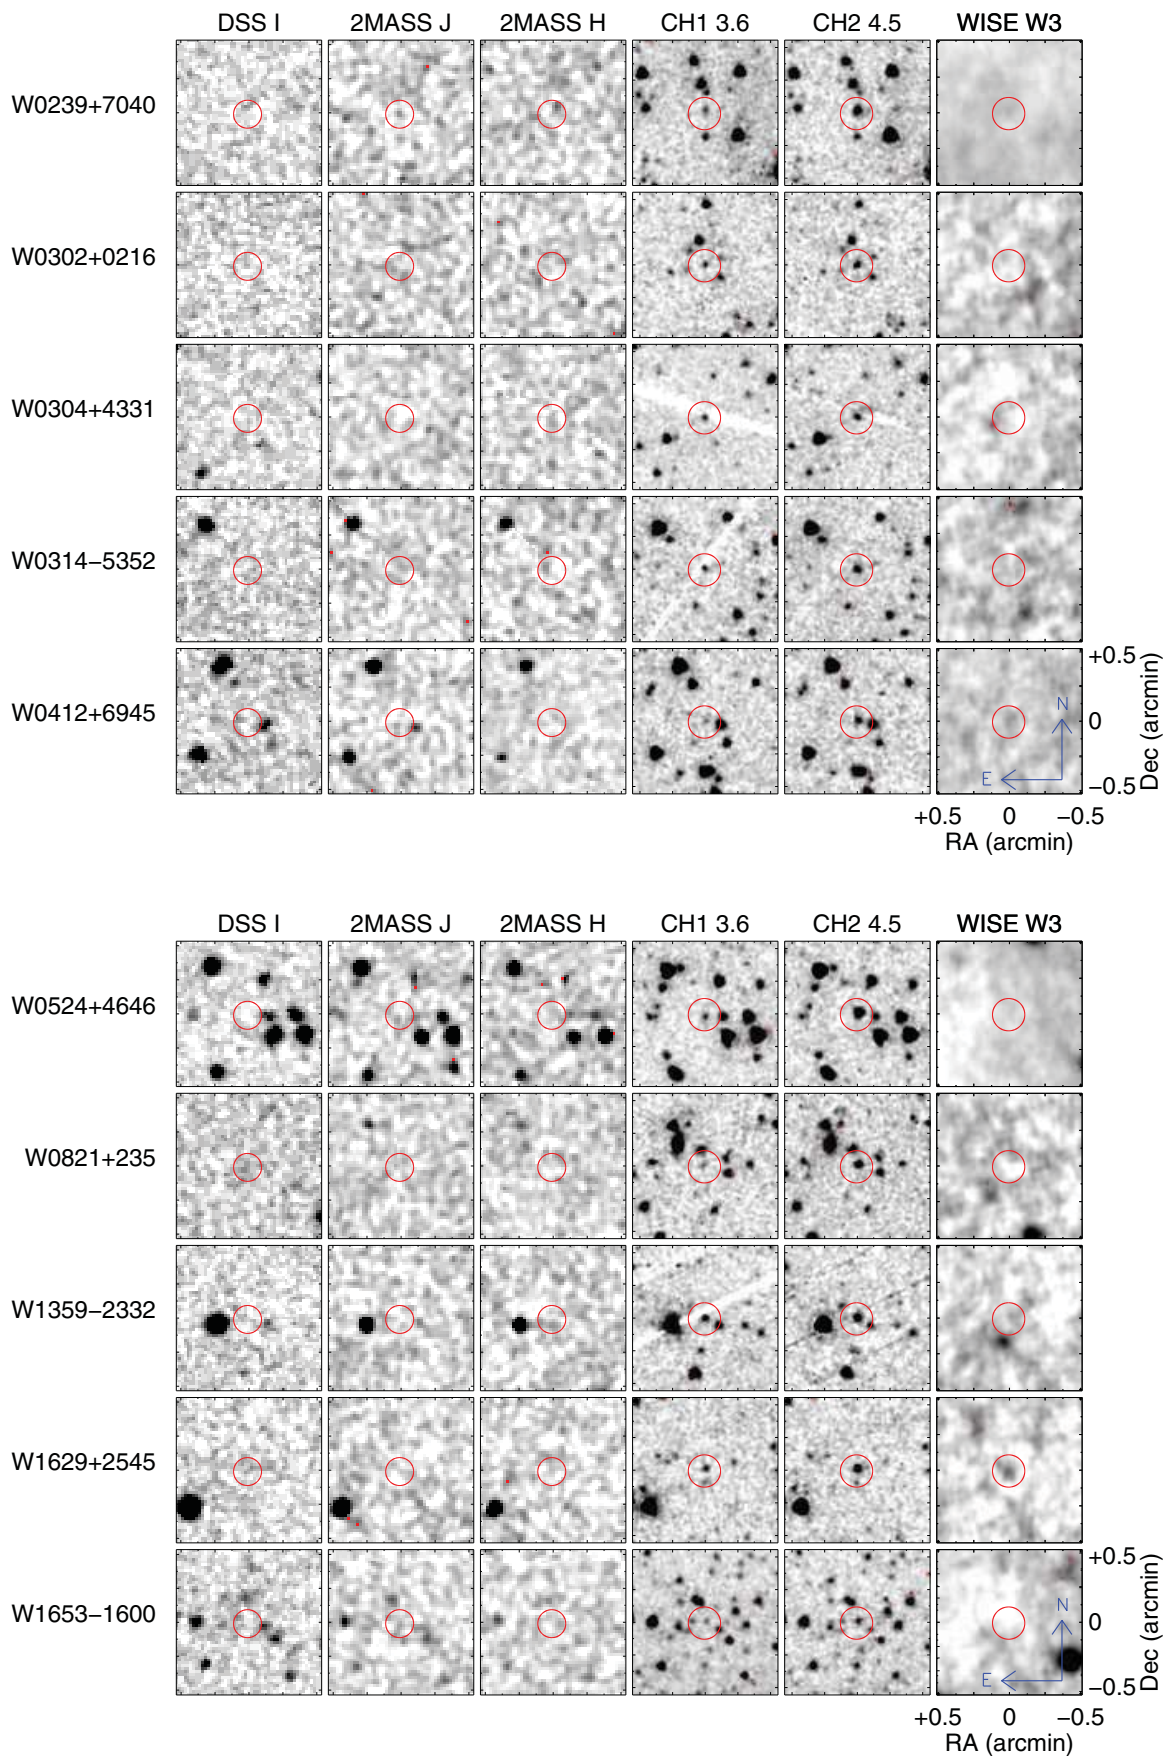 DSS I 2MASS J 2MASS H CH1 3.6 CH2 4.5 WISE W3
W0239+7040
W0302+0216
W0304+4331
W0314−5352
W0412+6945
+0.5
N
0
E
−0.5
Dec (arcmin)
+0.5 0 −0.5
RA (arcmin)
DSS I 2MASS J 2MASS H CH1 3.6 CH2 4.5 WISE W3
W0524+4646
W0821+235
W1359−2332
W1629+2545
W1653−1600
+0.5
N
0
E
−0.5
Dec (arcmin)
+0.5 0 −0.5
RA (arcmin)